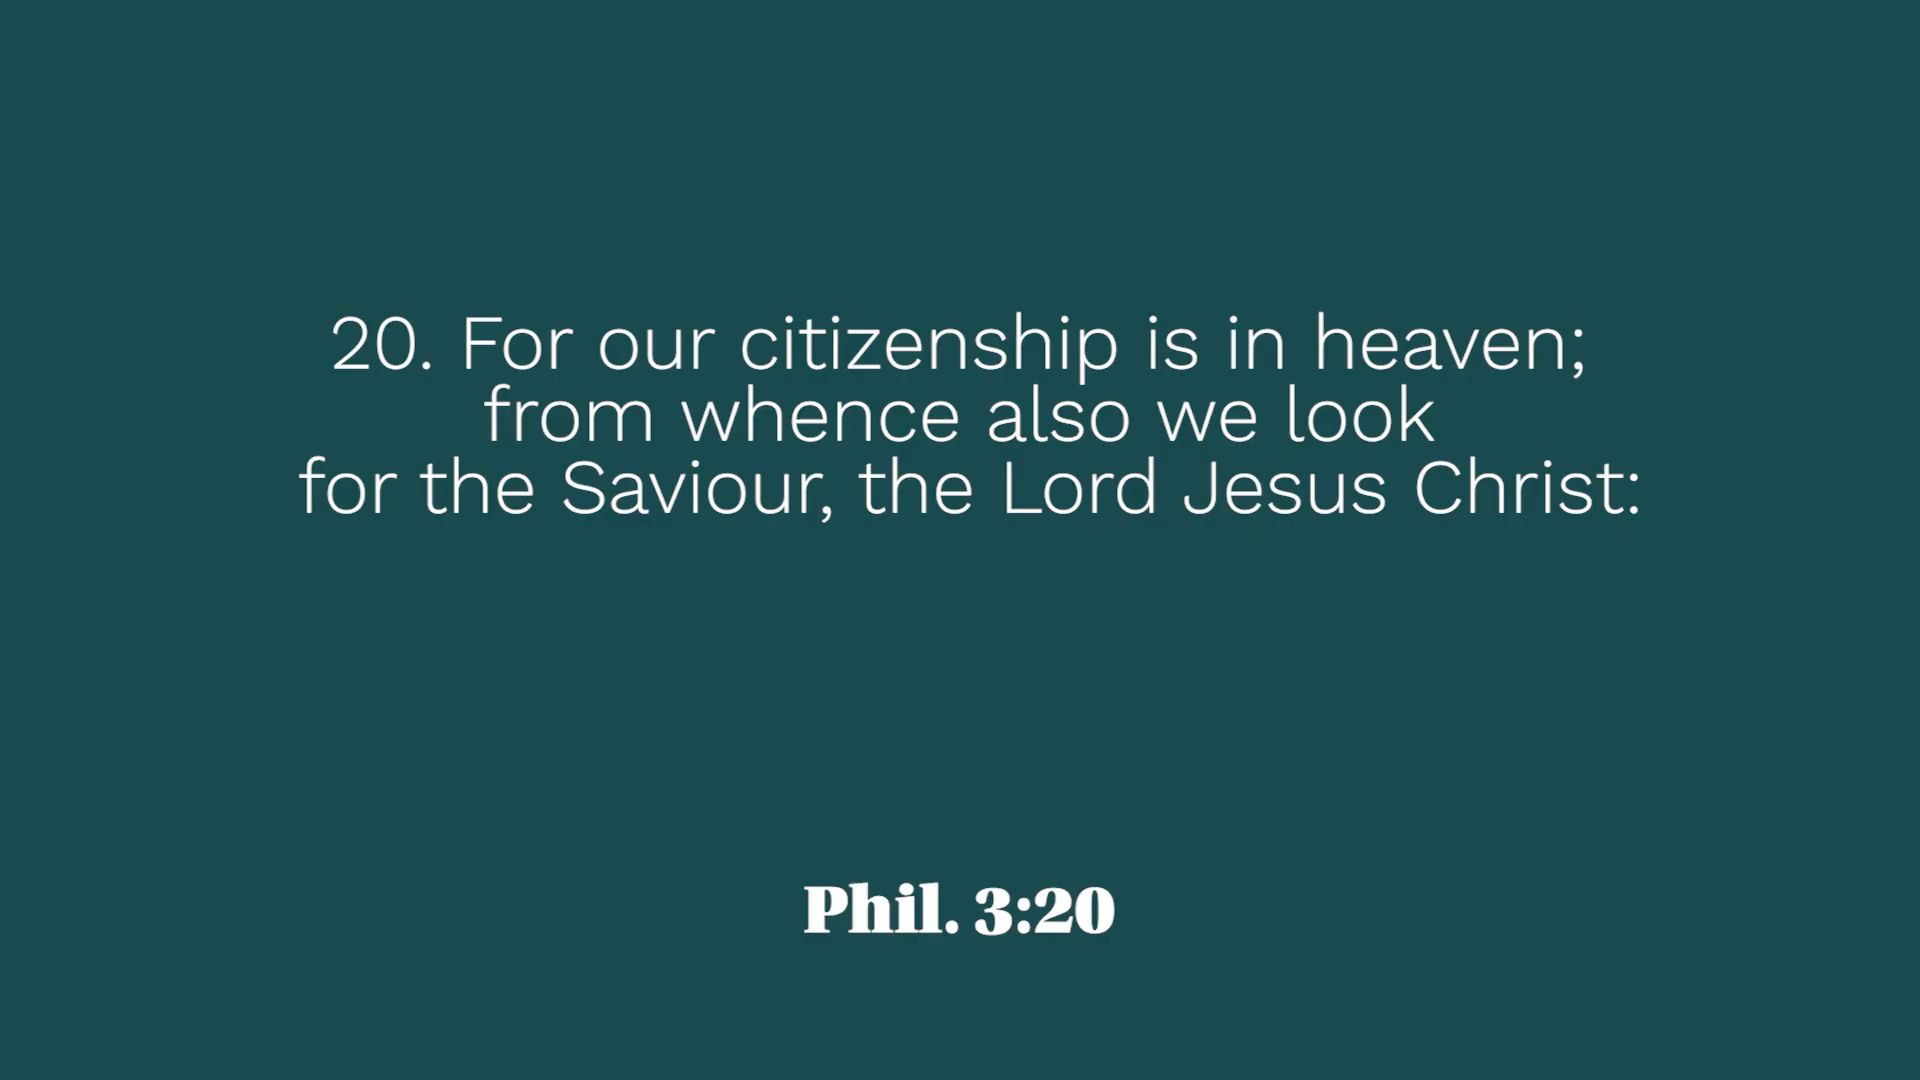 20. For our citizenship is in heaven;
from whence also we look
for the Saviour, the Lord Jesus Christ:
Phil. 3:20